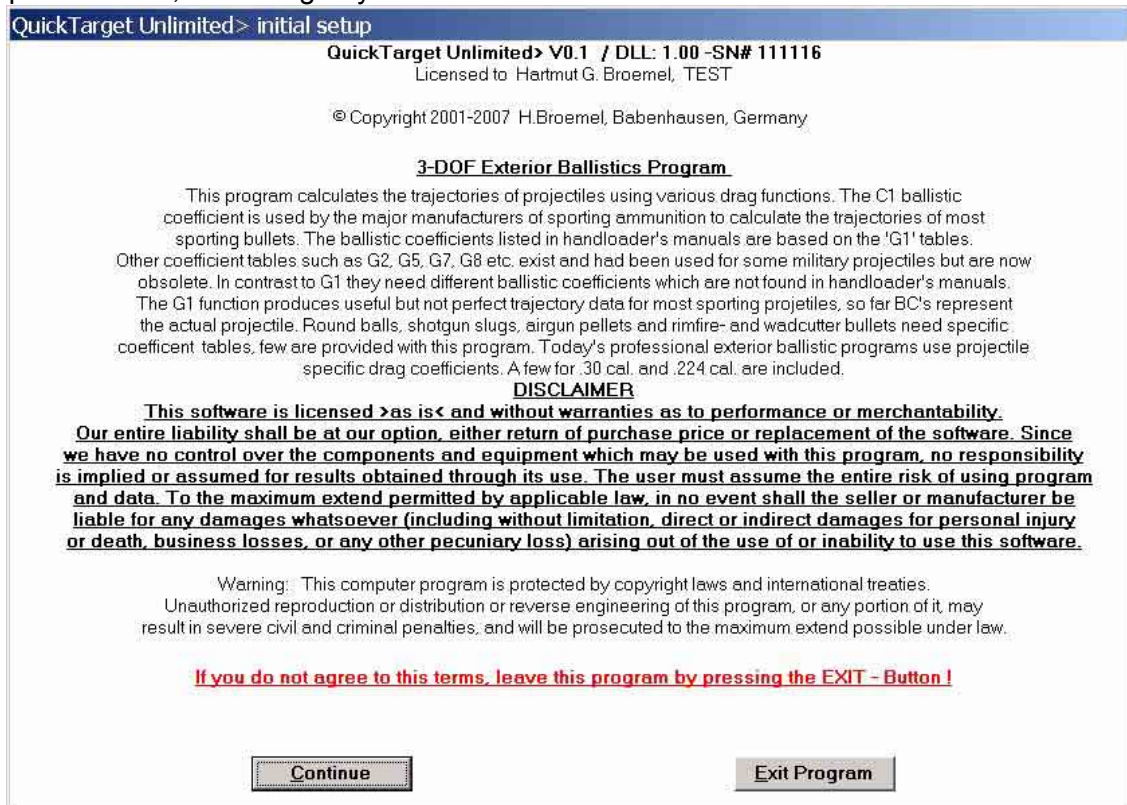 QuickTarget Unlimited> initial setup
QuickTarget Unlimited> V0.1 / DLL: 1.00 -SN# 111116
Licensed to Hartmut G. Broemel, TEST
© Copyright 2001-2007 H.Broemel, Babenhausen, Germany
3-DOF Exterior Ballistics Program
This program calculates the trajectories of projectiles using various drag functions. The C1 ballistic
coefficient is used by the major manufacturers of sporting ammunition to calculate the trajectories of most
sporting bullets. The ballistic coefficients listed in handloader's manuals are based on the 'G1' tables.
Other coefficient tables such as G2, G5, G7, G8 etc. exist and had been used for some military projectiles but are now
obsolete. In contrast to G1 they need different ballistic coefficients which are not found in handloader's manuals.
The G1 function produces useful but not perfect trajectory data for most sporting projetiles, so far BC's represent
the actual projectile. Round balls, shotgun slugs, airgun pellets and rimfire- and wadcutter bullets need specific
coefficent tables, few are provided with this program. Today's professional exterior ballistic programs use projectile
specific drag coefficients. A few for .30 cal. and .224 cal. are included.
DISCLAIMER
This software is licensed >as is< and without warranties as to performance or merchantability.
Our entire liability shall be at our option, either return of purchase price or replacement of the software. Since
we have no control over the components and equipment which may be used with this program, no responsibility
is implied or assumed for results obtained through its use. The user must assume the entire risk of using program
and data. To the maximum extend permitted by applicable law, in no event shall the seller or manufacturer be
liable for any damages whatsoever (including without limitation, direct or indirect damages for personal injury
or death, business losses, or any other pecuniary loss) arising out of the use of or inability to use this software.
Warning: This computer program is protected by copyright laws and international treaties.
Unauthorized reproduction or distribution or reverse engineering of this program, or any portion of it, may
result in severe civil and criminal penalties, and will be prosecuted to the maximum extend possible under law.
If you do not agree to this terms, leave this program by pressing the EXIT - Button !
Continue
Exit Program